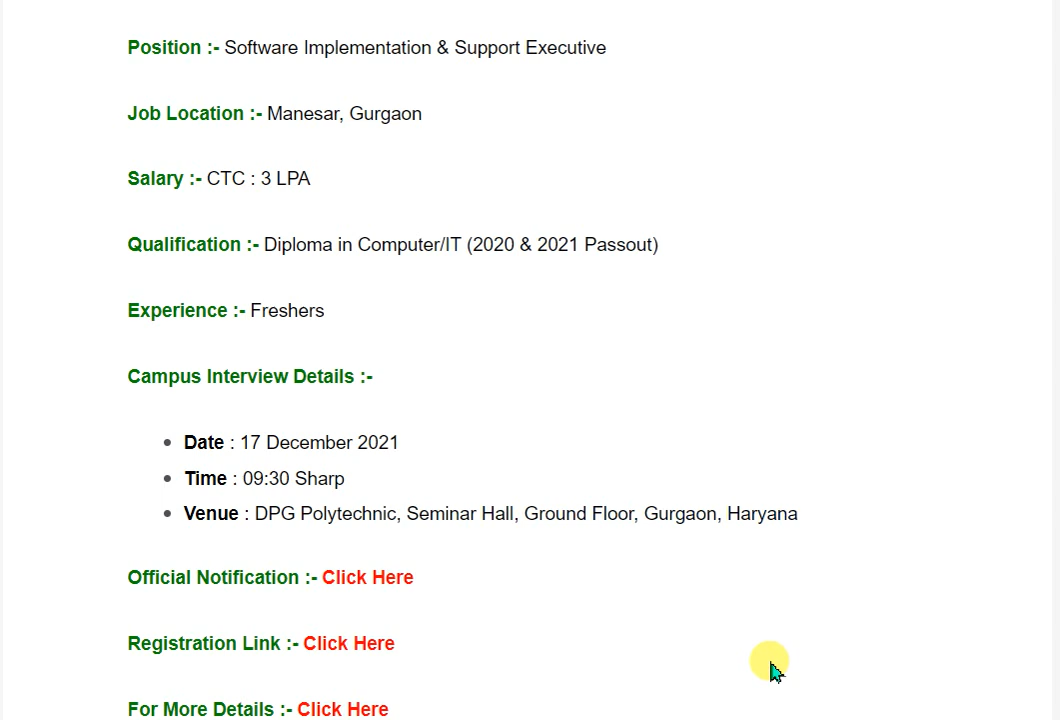 Position :- Software Implementation & Support Executive
Job Location :- Manesar, Gurgaon
Salary :- CTC : 3 LPA
Qualification :- Diploma in Computer/IT (2020 & 2021 Passout)
Experience :- Freshers
Campus Interview Details :-
Date : 17 December 2021
Time : 09:30 Sharp
Venue : DPG Polytechnic, Seminar Hall, Ground Floor, Gurgaon, Haryana
Official Notification :- Click Here
Registration Link :- Click Here
For More Details :- Click Here